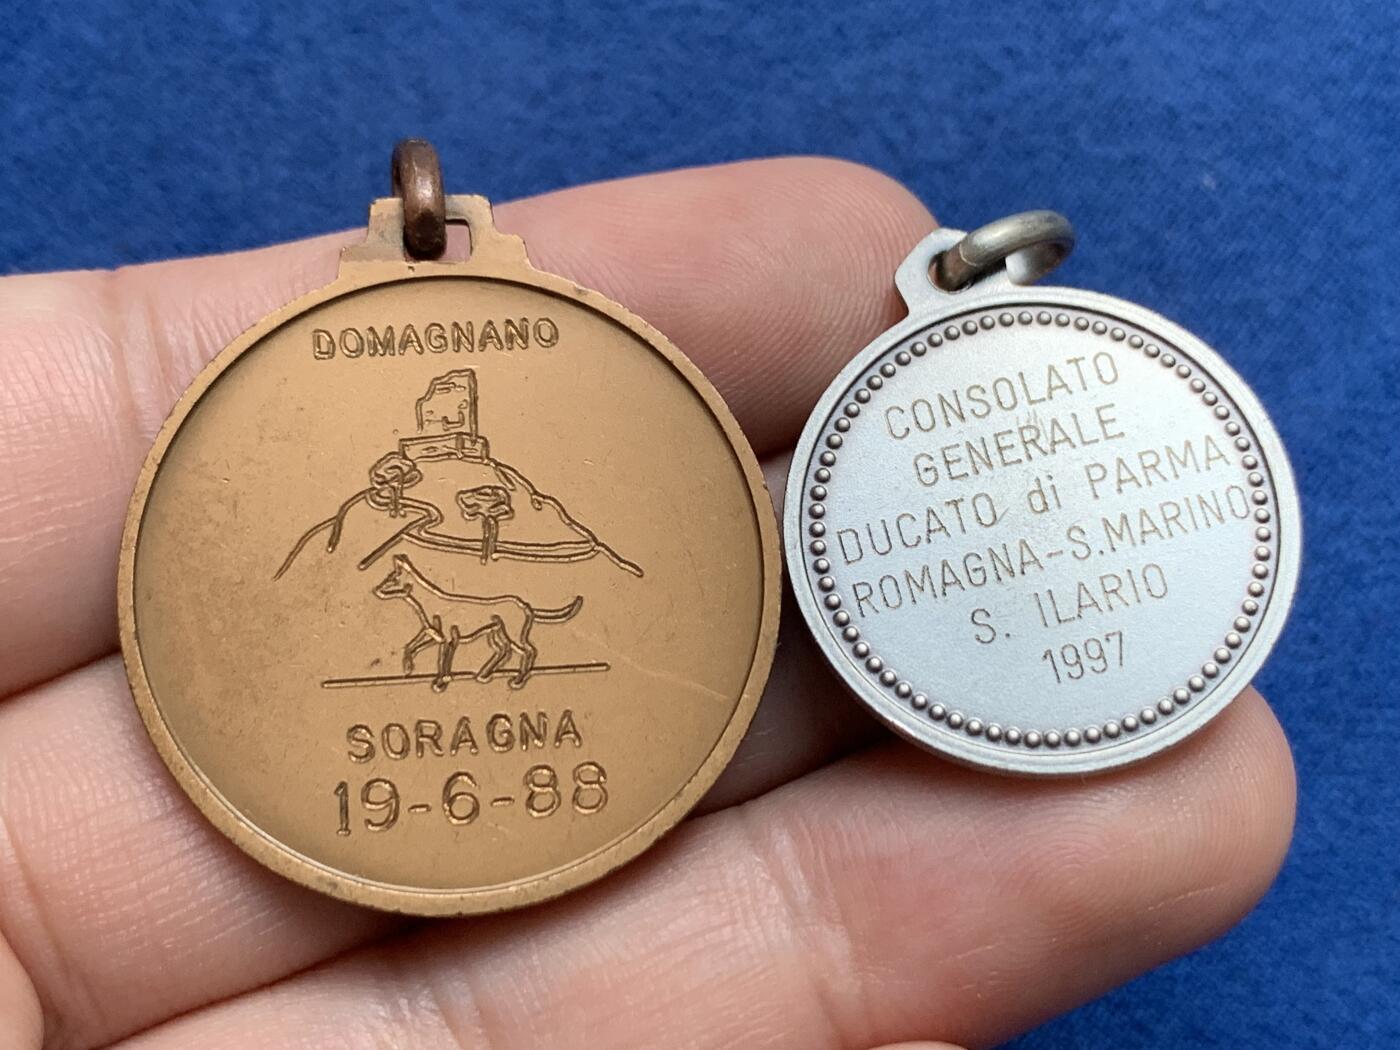 DOMAGNANO
SORAGNA
19-6-88
CONSOLATO
GENERALE
DUCATO di PARMA
ROMAGNA-S.MARINO
S. ILARIO
1997